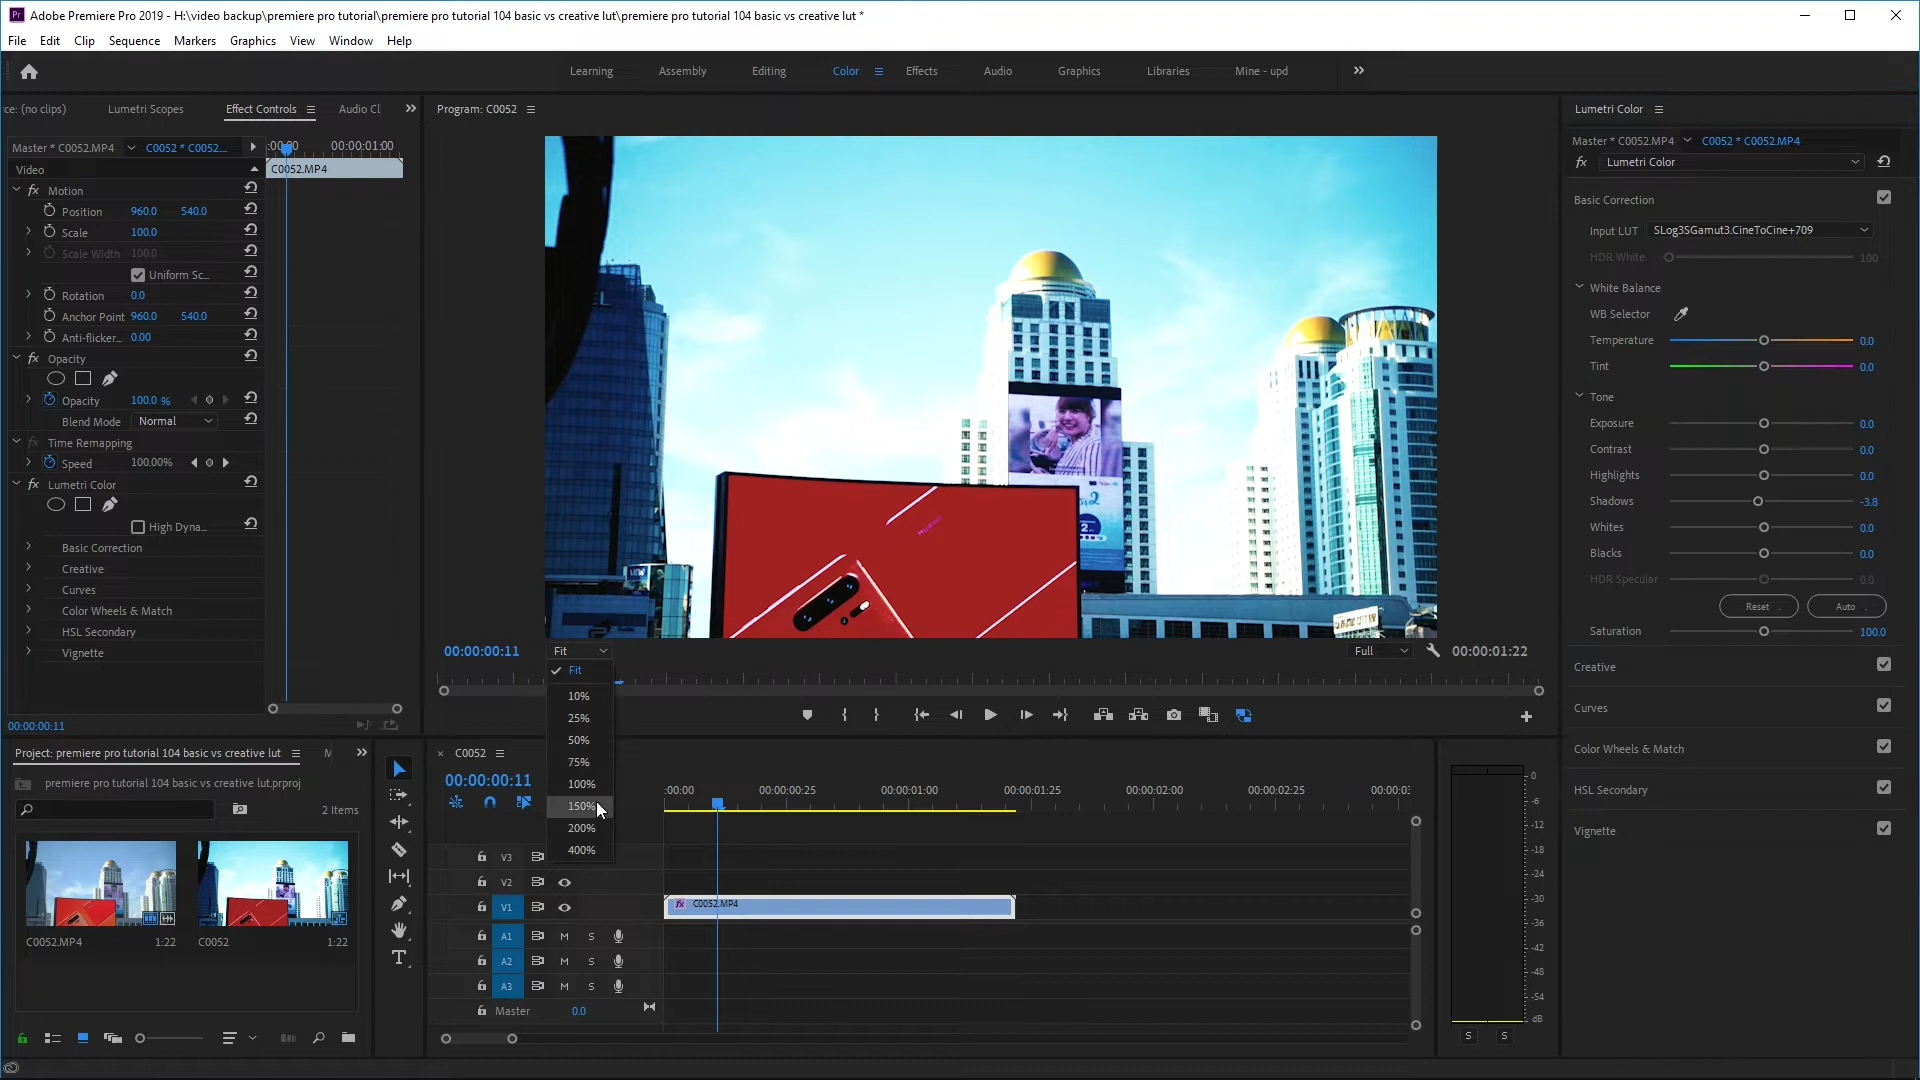 Adobe Premiere Pro 2019 - H:\video backup\premiere pro tutorial\premiere pro tutorial 104 basic vs creative lut\premiere pro tutorial 104 basic vs creative lut *
File Edit Clip Sequence Markers Graphics View Window Help
Learning Assembly Editing Color Effects Audio Graphics Libraries Mine - upd
rce: (no clips) Lumetri Scopes Effect Controls Audio Cl
Master * C0052.MP4 C0052 * C0052... :00:00 00:00:01:00
Video C0052.MP4
Motion
Position 960.0 540.0
Scale 100.0
Scale Width 100.0
Uniform Sc...
Rotation 0.0
Anchor Point 960.0 540.0
Anti-flicker... 0.00
Opacity
Opacity 100.0 %
Blend Mode Normal
Time Remapping
Speed 100.00%
Lumetri Color
High Dyna...
Basic Correction
Creative
Curves
Color Wheels & Match
HSL Secondary
Vignette
00:00:00:11
Program: C0052
00:00:00:11 Fit Full 00:00:01:22
Fit
10%
25%
50%
75%
100%
150%
200%
400%
Lumetri Color
Master * C0052.MP4 C0052 * C0052.MP4
fx Lumetri Color
Basic Correction
Input LUT SLog3SGamut3.CineToCine+709
HDR White 100
White Balance
WB Selector
Temperature 0.0
Tint 0.0
Tone
Exposure 0.0
Contrast 0.0
Highlights 0.0
Shadows -3.8
Whites 0.0
Blacks 0.0
HDR Specular 0.0
Reset Auto
Saturation 100.0
Creative
Curves
Color Wheels & Match
HSL Secondary
Vignette
Project: premiere pro tutorial 104 basic vs creative lut
premiere pro tutorial 104 basic vs creative lut.prproj
2 Items
C0052.MP4 1:22 C0052 1:22
C0052
00:00:00:11
:00:00 00:00:00:25 00:00:01:00 00:00:01:25 00:00:02:00 00:00:02:25 00:00:03
V3
V2
V1 fx C0052.MP4
A1 M S
A2 M S
A3 M S
Master 0.0
0
-6
-12
-18
-24
-30
-36
-42
-48
-54
dB
S S